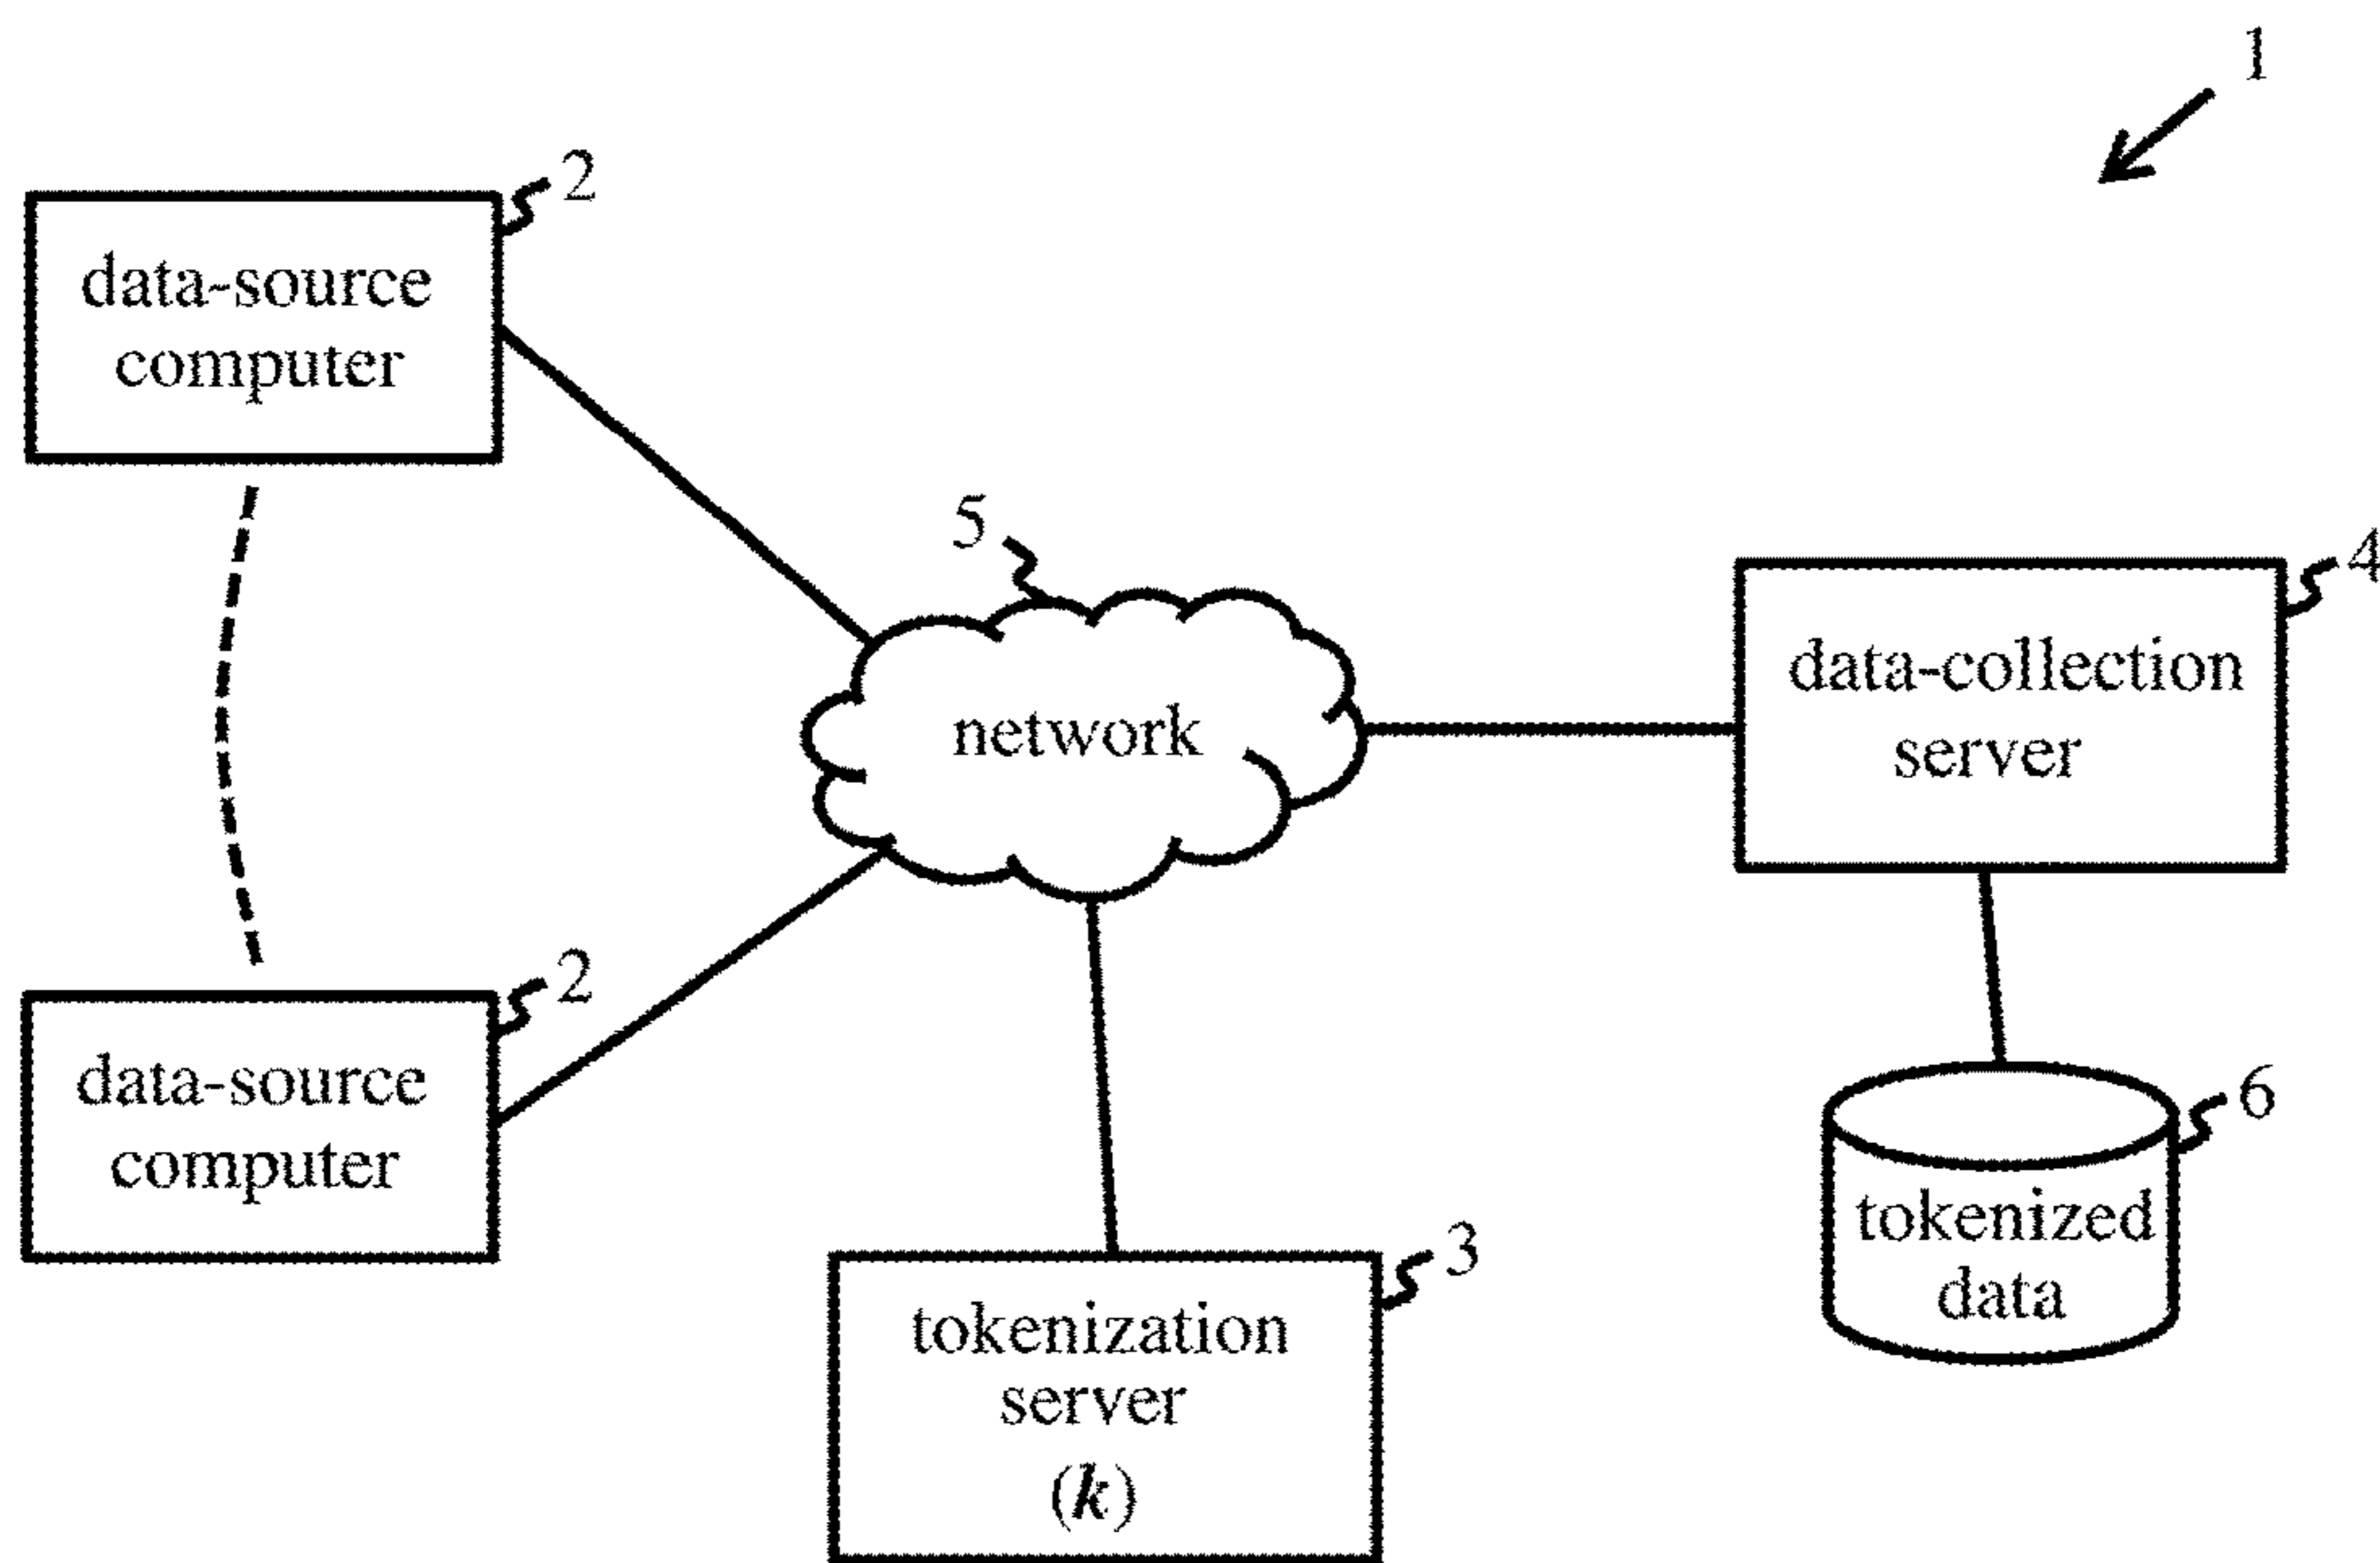 1
2
data-source
computer
5
network
4
data-collection
server
2
data-source
computer
6
tokenized
data
3
tokenization
server
(k)